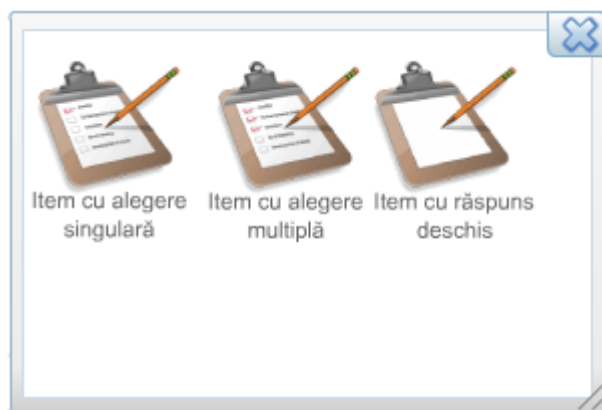 Item cu alegere
singulară
Item cu alegere
multiplă
Item cu răspuns
deschis